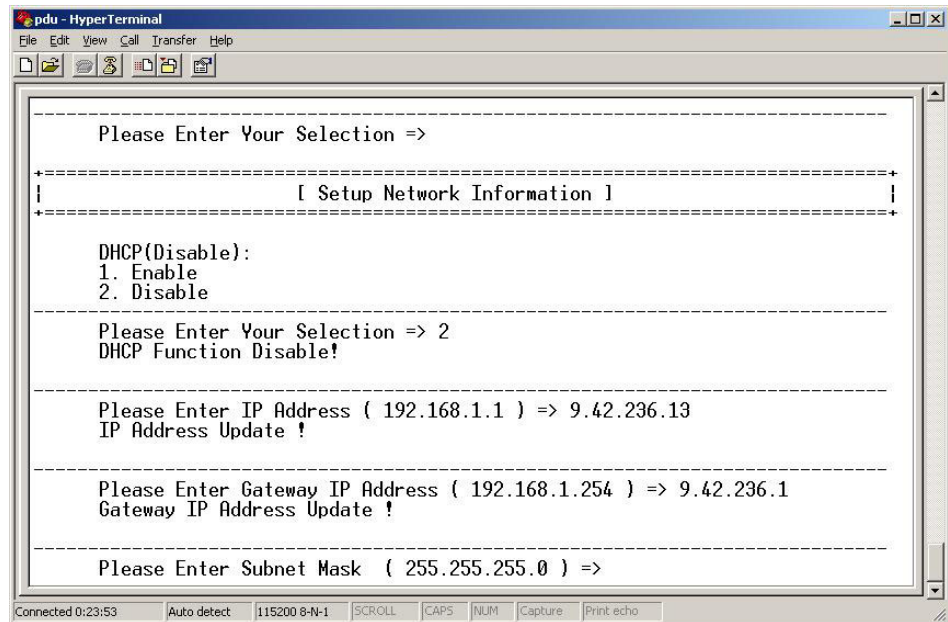 pdu - HyperTerminal
File Edit View Call Transfer Help
Please Enter Your Selection =>
[ Setup Network Information ]
DHCP(Disable):
1. Enable
2. Disable
Please Enter Your Selection => 2
DHCP Function Disable!
Please Enter IP Address ( 192.168.1.1 ) => 9.42.236.13
IP Address Update !
Please Enter Gateway IP Address ( 192.168.1.254 ) => 9.42.236.1
Gateway IP Address Update !
Please Enter Subnet Mask ( 255.255.255.0 ) =>
Connected 0:23:53 Auto detect 115200 8-N-1 SCROLL CAPS NUM Capture Print echo